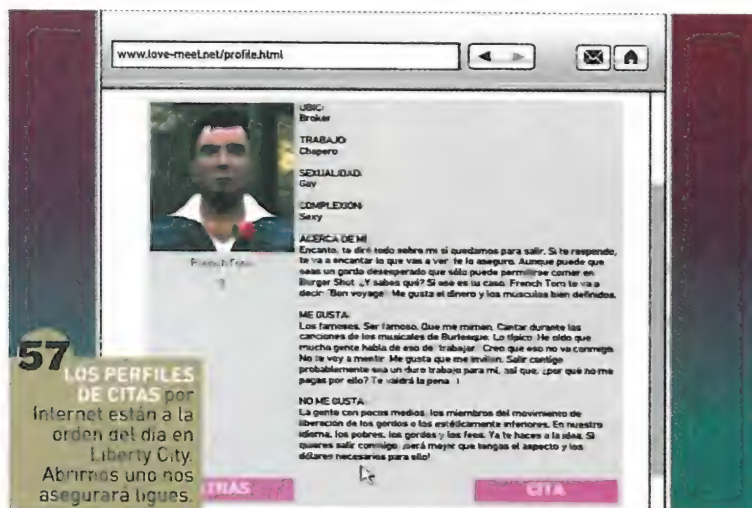 www.love-meet.net/profile.html
UBIC:
Broker
TRABAJO:
Chapero
SEXUALIDAD:
Gay
COMPLEXIÓN:
Sexy
ACERCA DE MÍ
Encanto, te diré todo sobre mí si quedamos para salir. Si te respondo,
te va a encantar lo que vas a ver, te lo aseguro. Aunque puede que
seas un gordo desesperado que sólo puede permitirse comer en
Burger Shot. ¿Y sabes qué? Si ese es tu caso, French Tom te va a
decir: "Bon voyage". Me gusta el dinero y los músculos bien definidos.
French Tom
ME GUSTA:
Los famosos. Ser famoso. Que me mimen. Cantar durante las
canciones de los musicales de Burlesque. Lo típico. He oído que
mucha gente habla de eso de 'trabajar'. Creo que eso no va conmigo.
No te voy a mentir. Me gusta que me inviten. Salir contigo
probablemente sea un duro trabajo para mí, así que, ¿por qué no me
pagas por ello? Te valdrá la pena. :)
NO ME GUSTA:
La gente con pocos medios, los miembros del movimiento de
liberación de los gordos o los estéticamente inferiores. En nuestro
idioma, los pobres, los gordos y los feos. Ya te haces a la idea. Si
quieres salir conmigo, ¡será mejor que tengas el aspecto y los
dólares necesarios para ello!
ATRÁS
CITA
57
LOS PERFILES
DE CITAS por
Internet están a la
orden del día en
Liberty City.
Abrirnos uno nos
asegurará ligues.